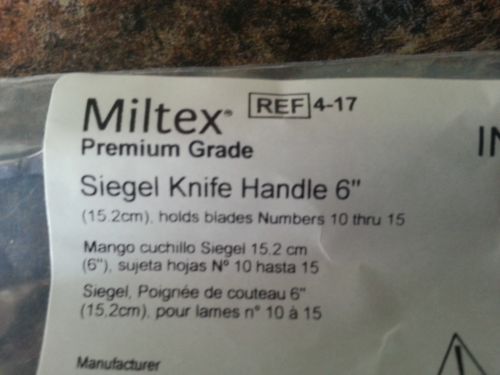 Miltex® REF 4-17
Premium Grade
IN
Siegel Knife Handle 6"
(15.2cm), holds blades Numbers 10 thru 15
Mango cuchillo Siegel 15.2 cm
(6"), sujeta hojas Nº 10 hasta 15
Siegel, Poignée de couteau 6"
(15,2cm), pour lames n° 10 à 15
Manufacturer